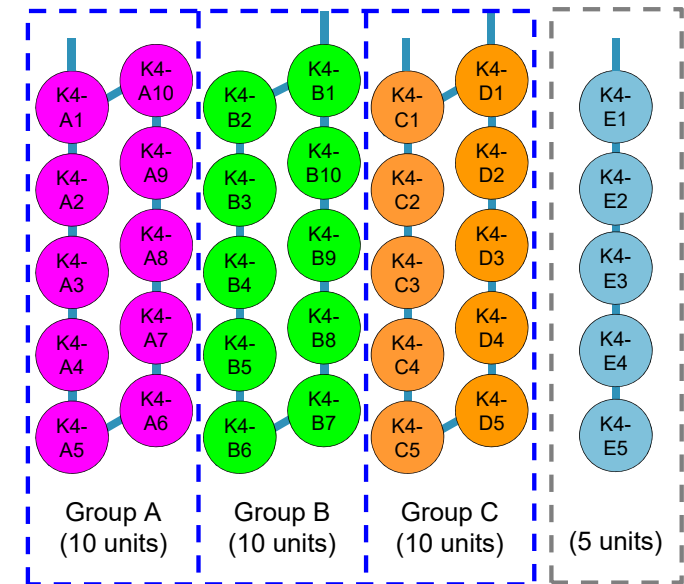 K4-
A1
K4-
A2
K4-
A3
K4-
A4
K4-
A5
K4-
A10
K4-
A9
K4-
A8
K4-
A7
K4-
A6
Group A
(10 units)
K4-
B2
K4-
B3
K4-
B4
K4-
B5
K4-
B6
K4-
B1
K4-
B10
K4-
B9
K4-
B8
K4-
B7
Group B
(10 units)
K4-
C1
K4-
C2
K4-
C3
K4-
C4
K4-
C5
K4-
D1
K4-
D2
K4-
D3
K4-
D4
K4-
D5
Group C
(10 units)
K4-
E1
K4-
E2
K4-
E3
K4-
E4
K4-
E5
(5 units)